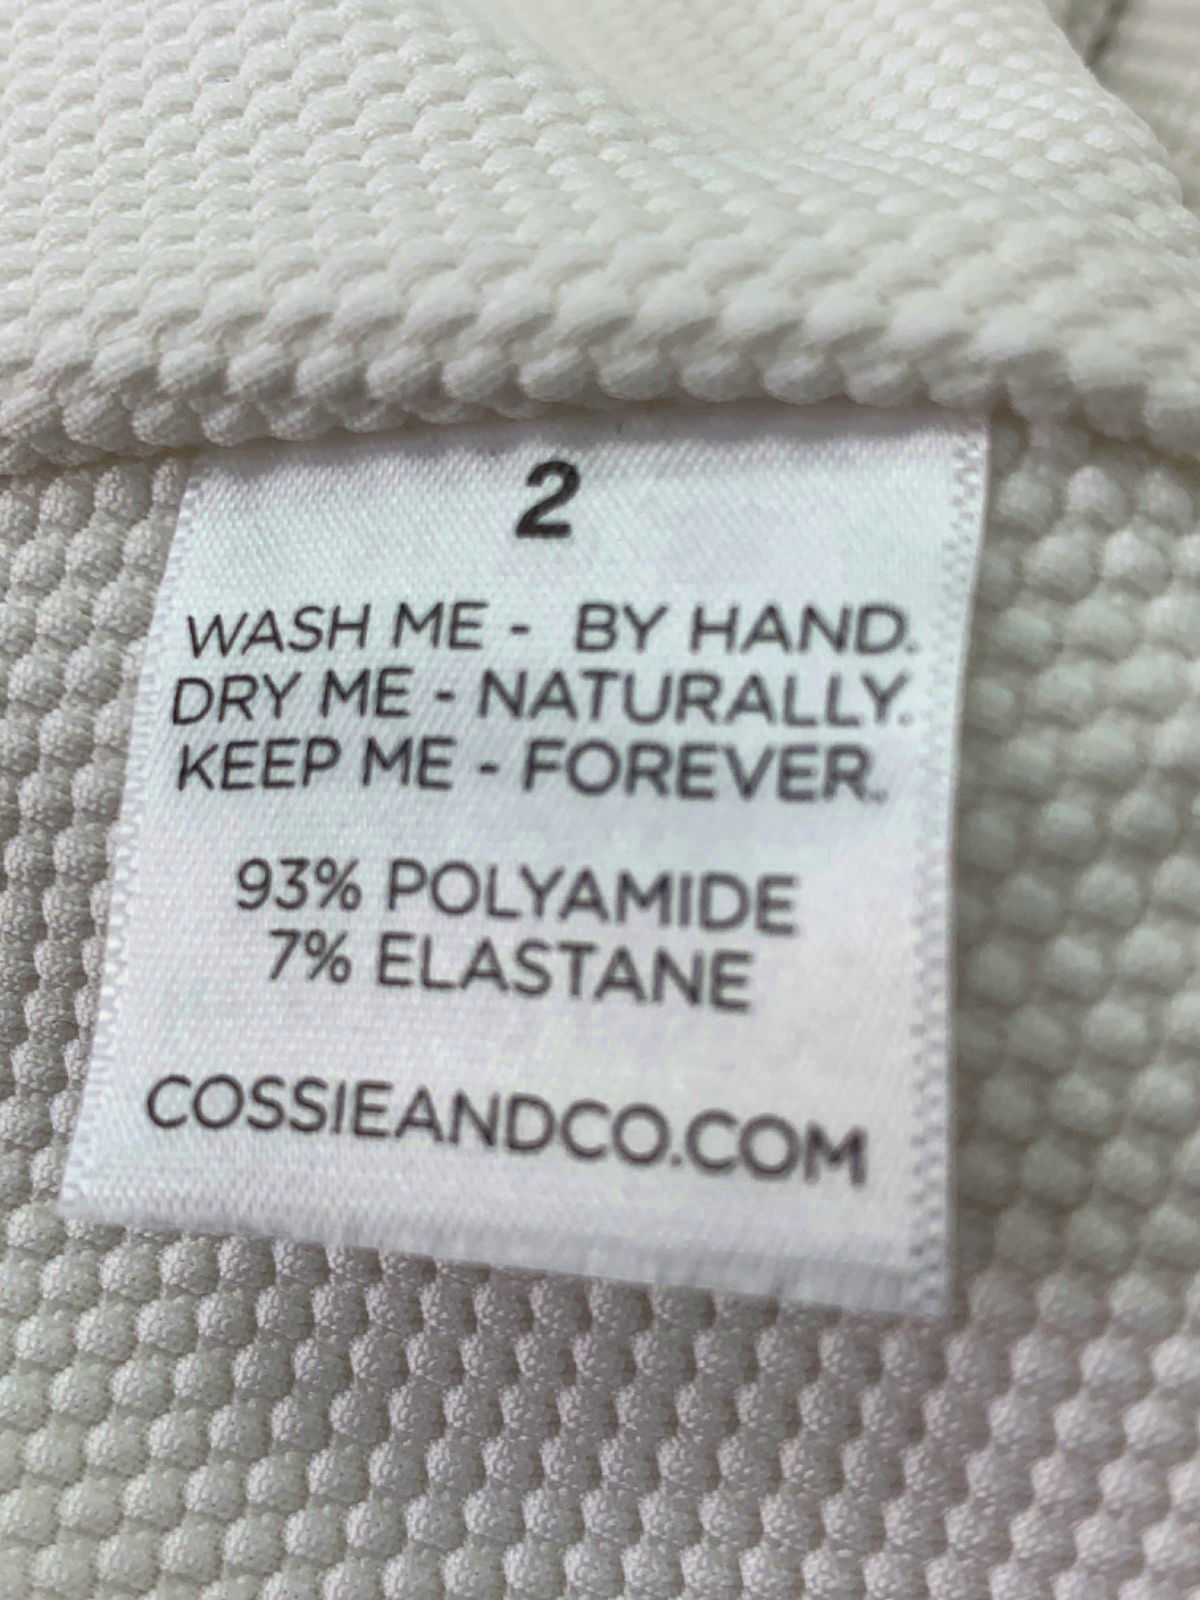 2
WASH ME - BY HAND.
DRY ME - NATURALLY.
KEEP ME - FOREVER.
93% POLYAMIDE
7% ELASTANE
COSSIEANDCO.COM